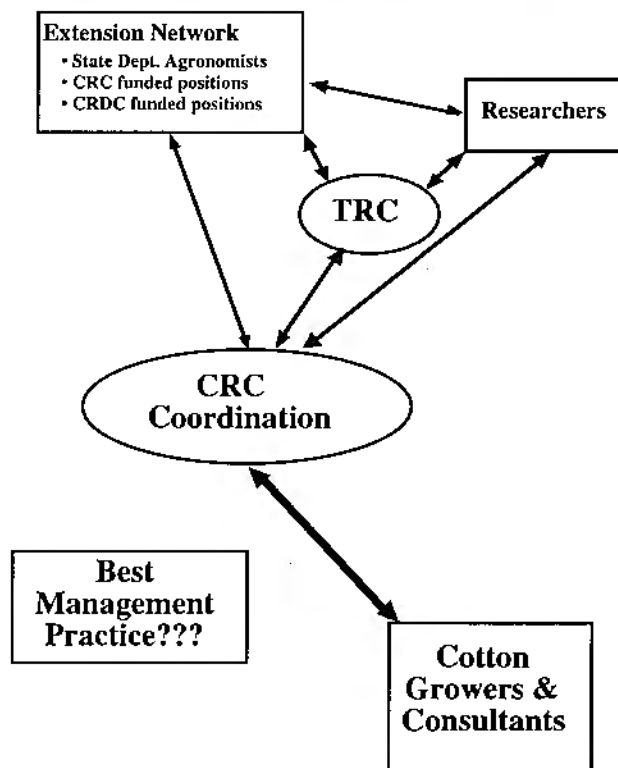 Extension Network
• State Dept. Agronomists
• CRC funded positions
• CRDC funded positions
Researchers
TRC
CRC
Coordination
Best
Management
Practice???
Cotton
Growers &
Consultants